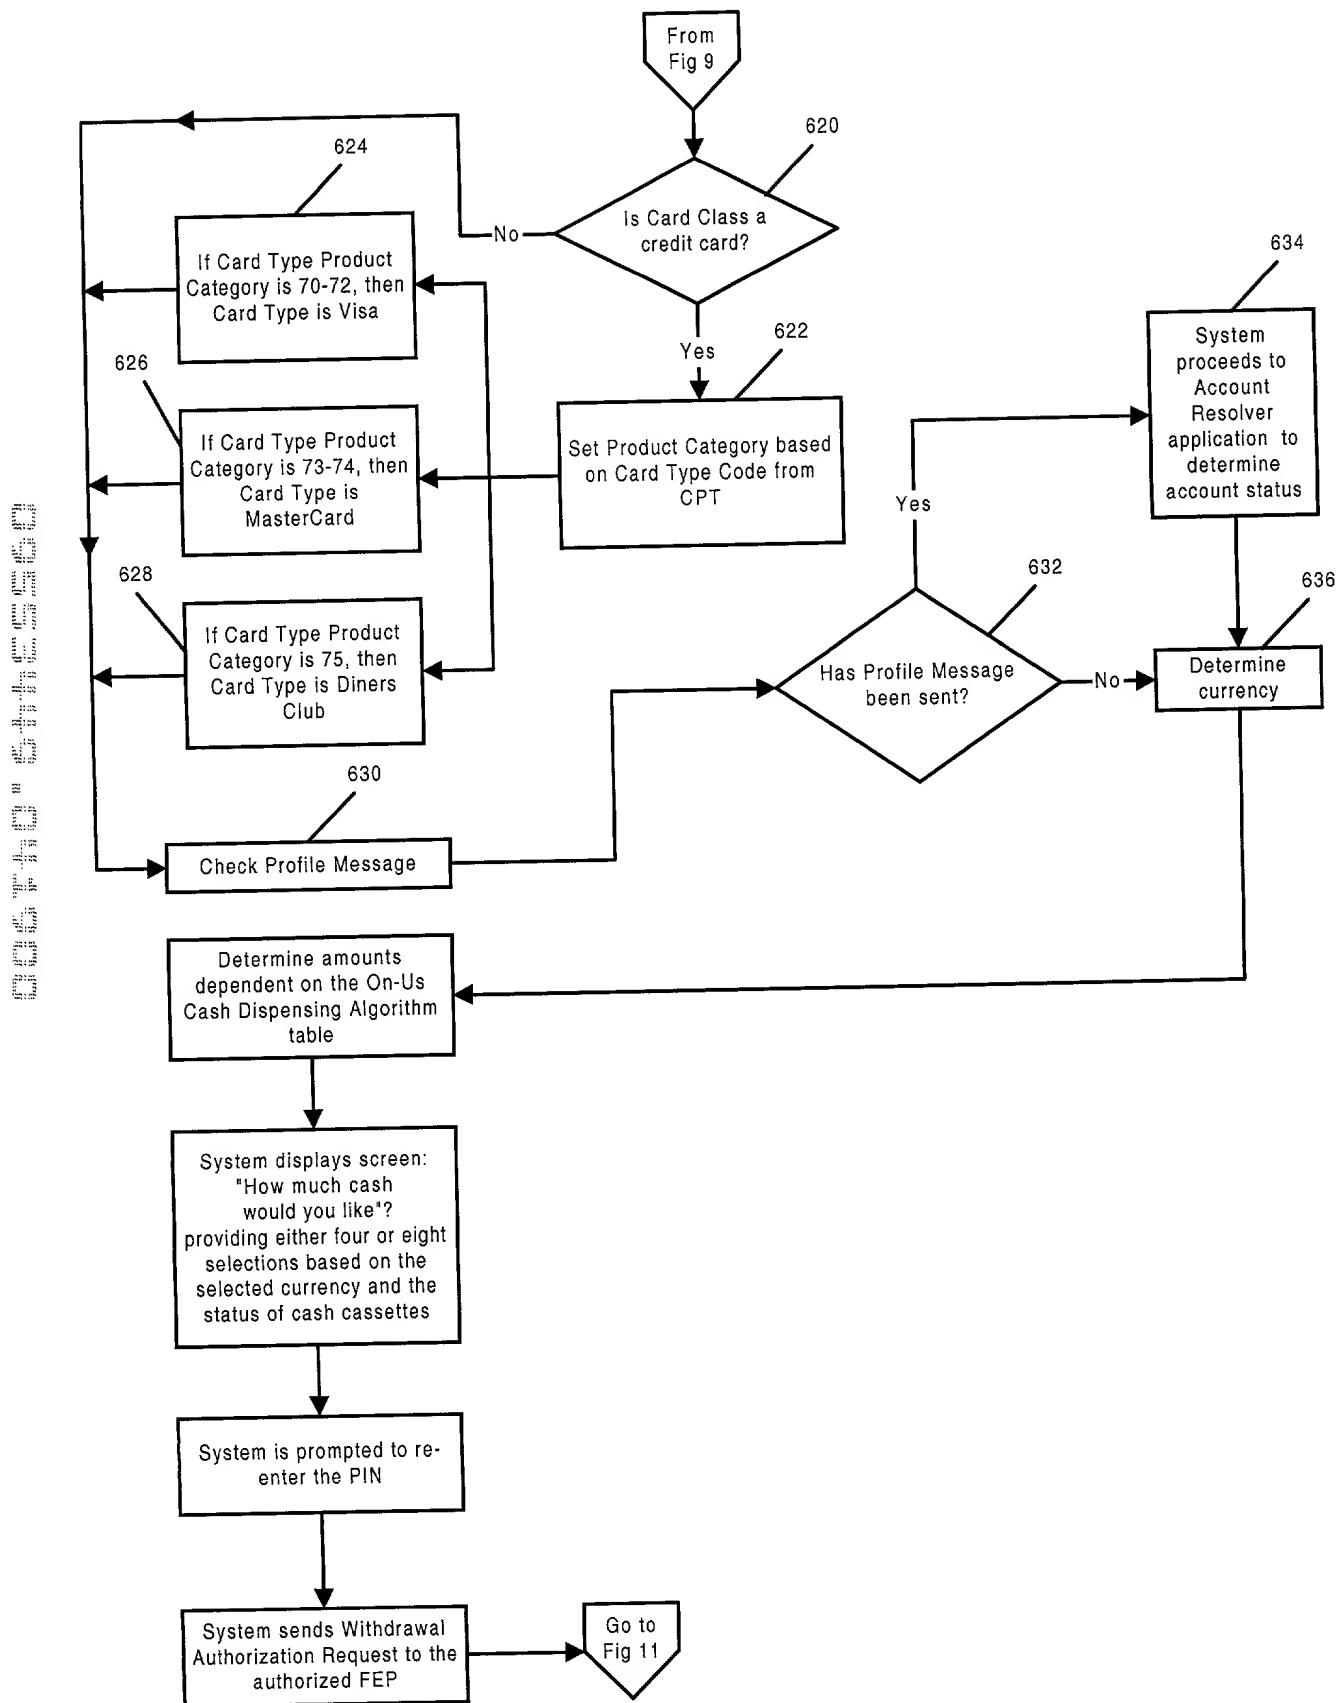 From
Fig 9
620
Is Card Class a
credit card?
No
Yes
624
If Card Type Product
Category is 70-72, then
Card Type is Visa
622
Set Product Category based
on Card Type Code from
CPT
626
If Card Type Product
Category is 73-74, then
Card Type is
MasterCard
628
If Card Type Product
Category is 75, then
Card Type is Diners
Club
630
Check Profile Message
632
Has Profile Message
been sent?
Yes
No
634
System
proceeds to
Account
Resolver
application to
determine
account status
636
Determine
currency
Determine amounts
dependent on the On-Us
Cash Dispensing Algorithm
table
System displays screen:
"How much cash
would you like"?
providing either four or eight
selections based on the
selected currency and the
status of cash cassettes
System is prompted to re-
enter the PIN
System sends Withdrawal
Authorization Request to the
authorized FEP
Go to
Fig 11